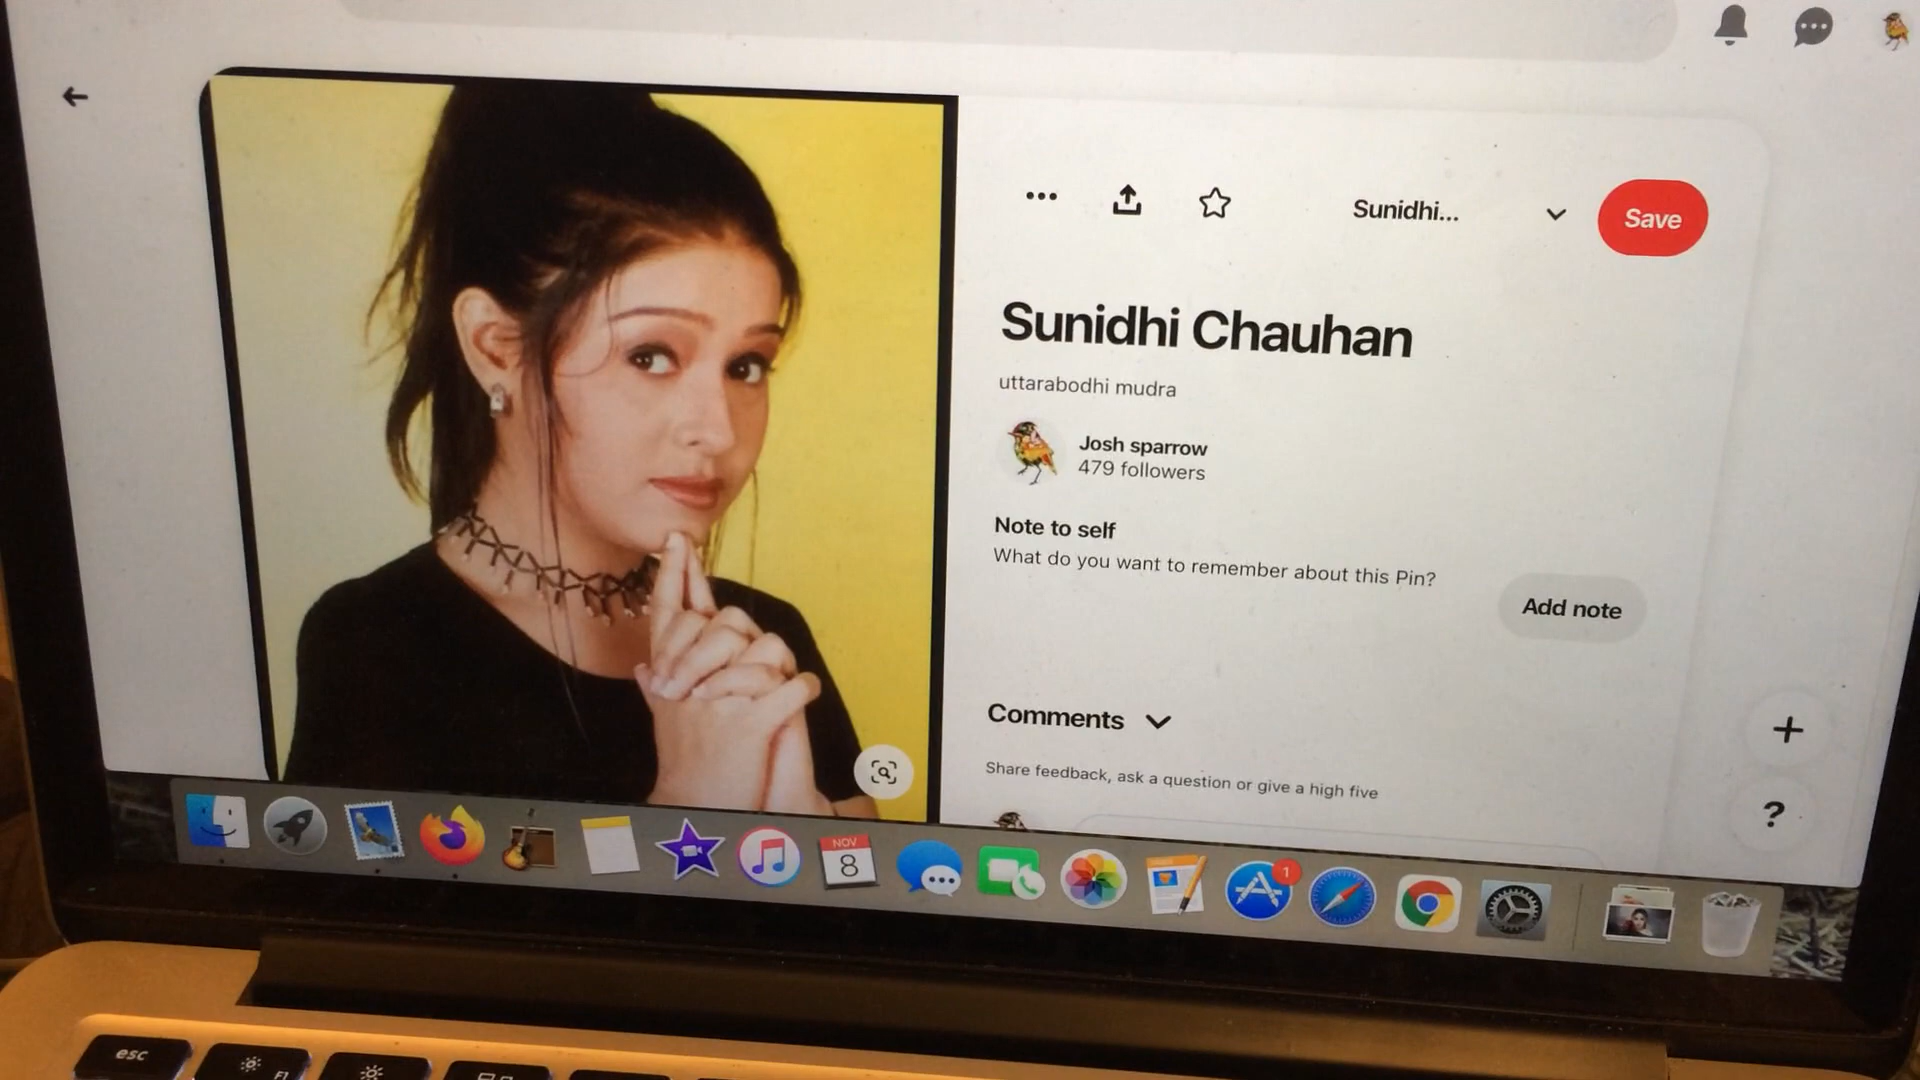 Sunidhi...
Save
Sunidhi Chauhan
uttarabodhi mudra
Josh sparrow
479 followers
Note to self
What do you want to remember about this Pin?
Add note
Comments
Share feedback, ask a question or give a high five
?
NOV
8
1
esc
F1